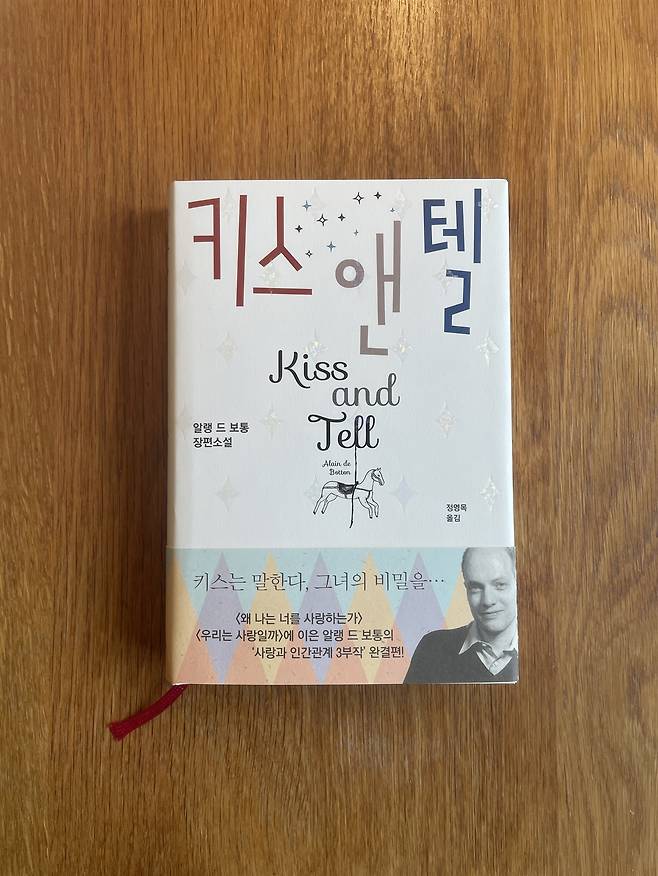 키스 앤 텔
Kiss
and
Tell
알랭 드 보통
장편소설
Alain de
Botton
정영목
옮김
키스는 말한다, 그녀의 비밀을…
〈왜 나는 너를 사랑하는가〉
〈우리는 사랑일까〉에 이은 알랭 드 보통의
‘사랑과 인간관계 3부작’ 완결편!